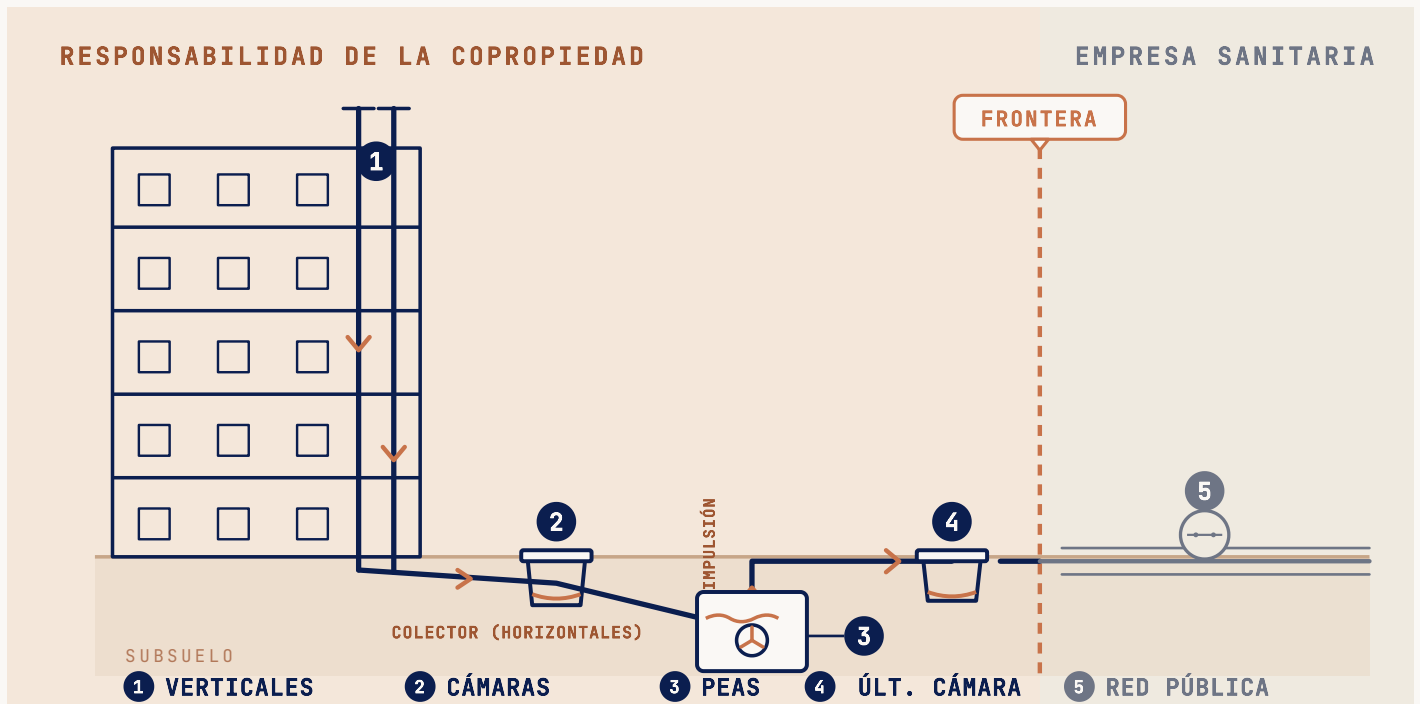 RESPONSABILIDAD DE LA COPROPIEDAD
EMPRESA SANITARIA
FRONTERA
1
5
2
4
IMPULSIÓN
3
COLECTOR (HORIZONTALES)
SUBSUELO
1 VERTICALES
2 CÁMARAS
3 PEAS
4 ÚLT. CÁMARA
5 RED PÚBLICA